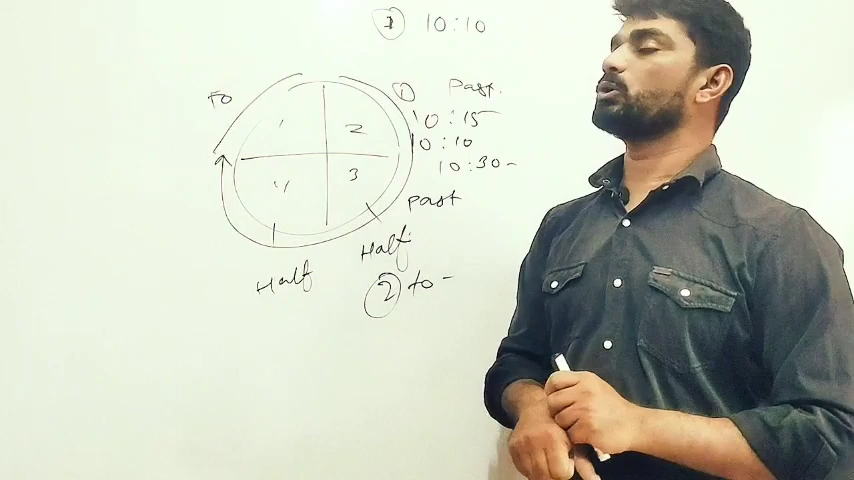 1 10:10
To
1 Past.
10:15
10:10
10:30-
1 2
4 3
Past
Half
Half
2 to -